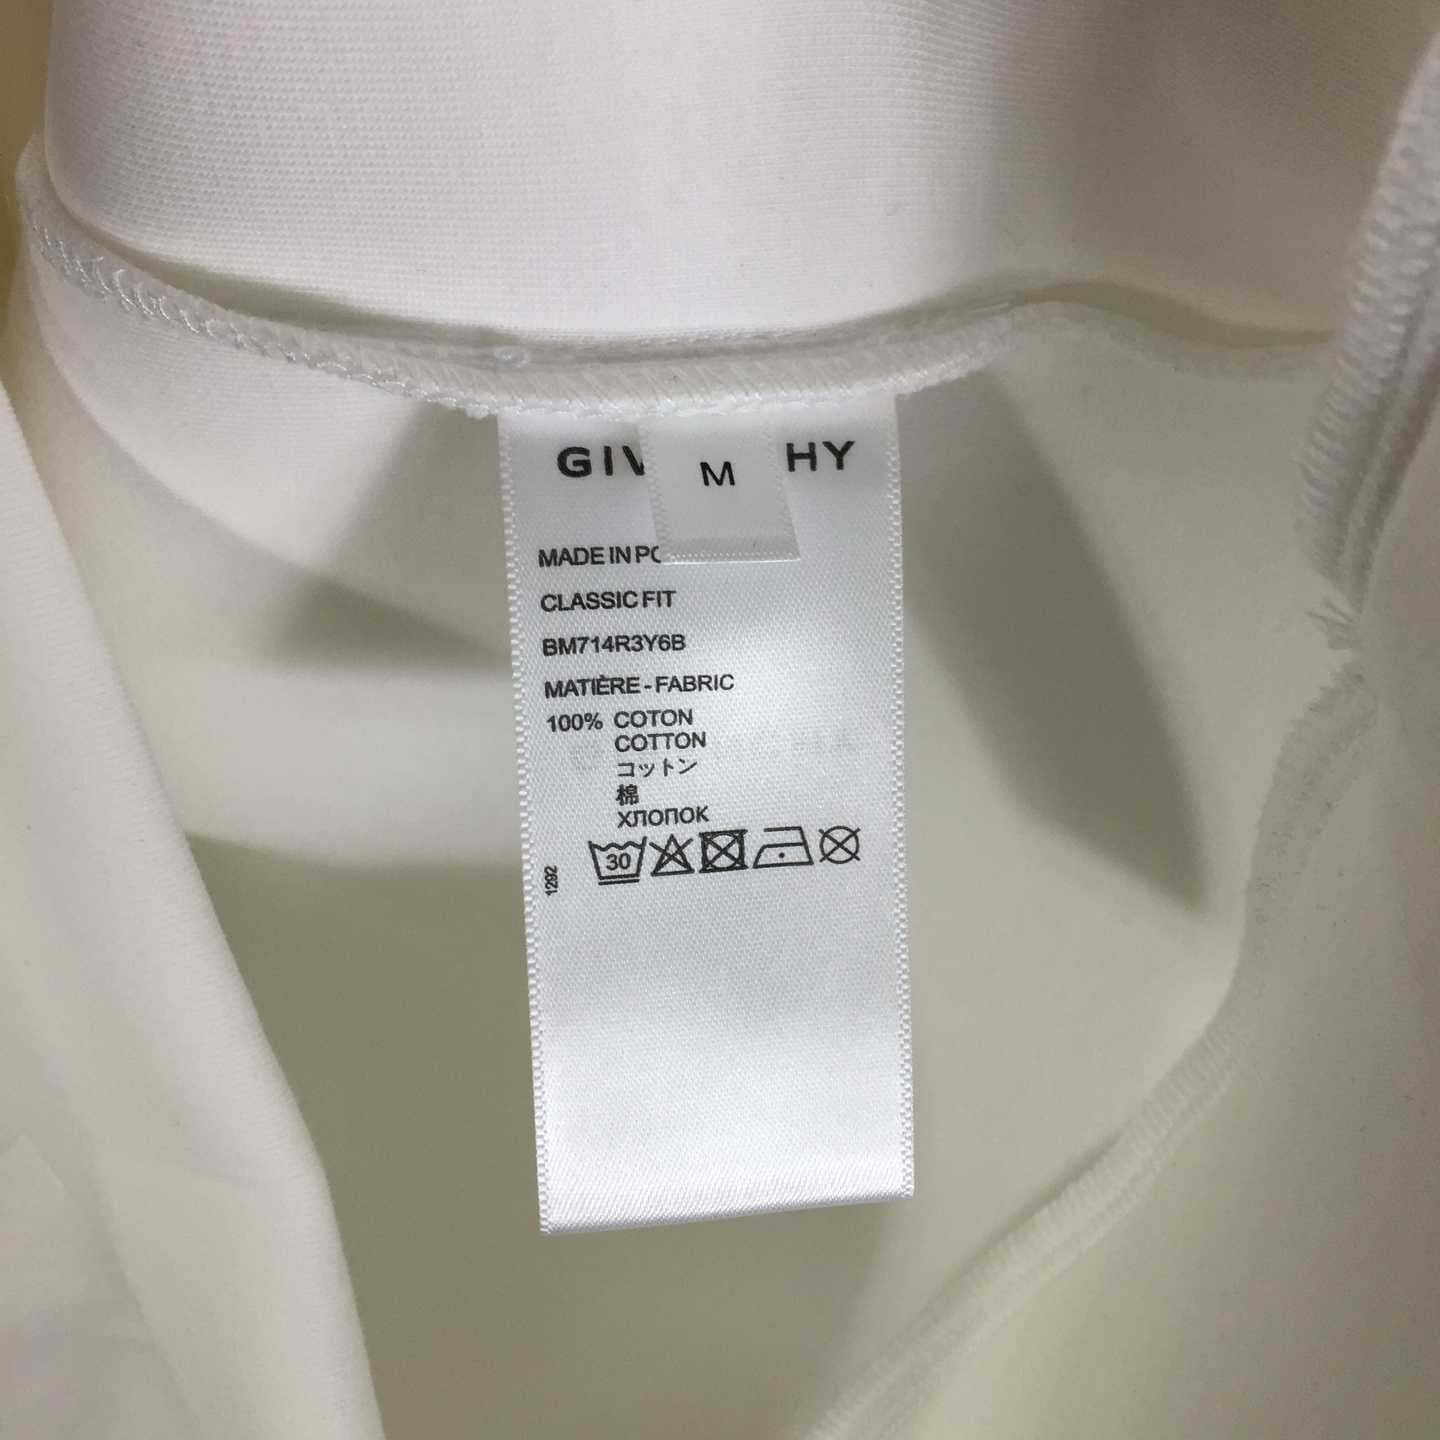 GIV HY
M
MADE IN
CLASSIC FIT
BM714R3Y6B
MATIÈRE - FABRIC
100% COTON
COTTON
コットン
棉
ХЛОПОК
30
1292